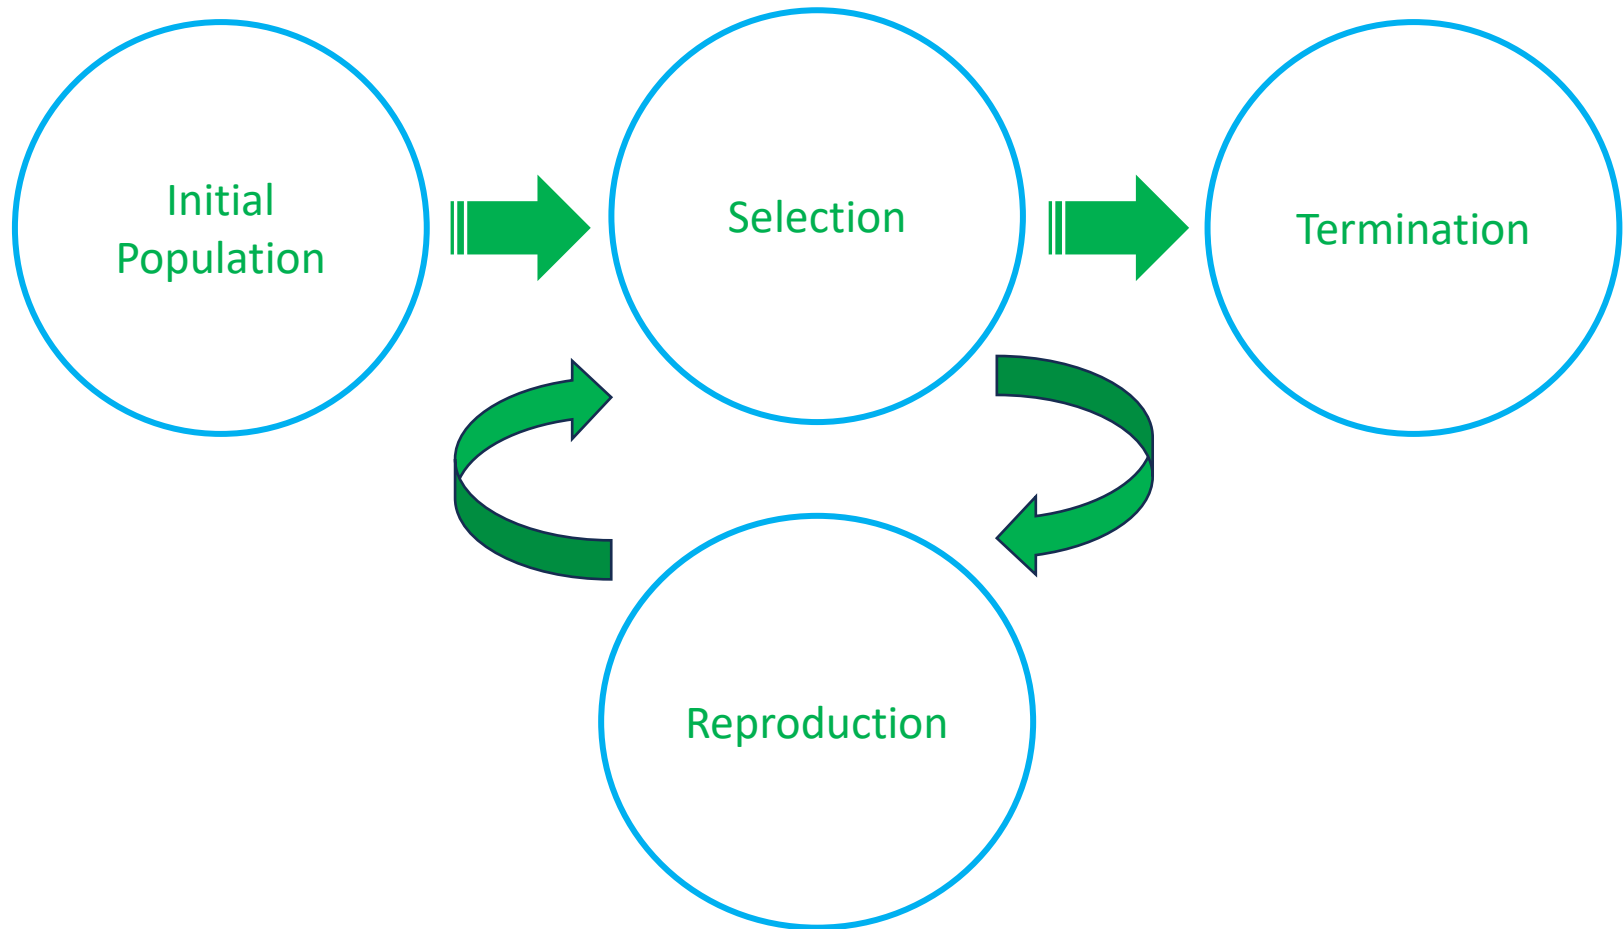 Initial
Population
Selection
Termination
Reproduction